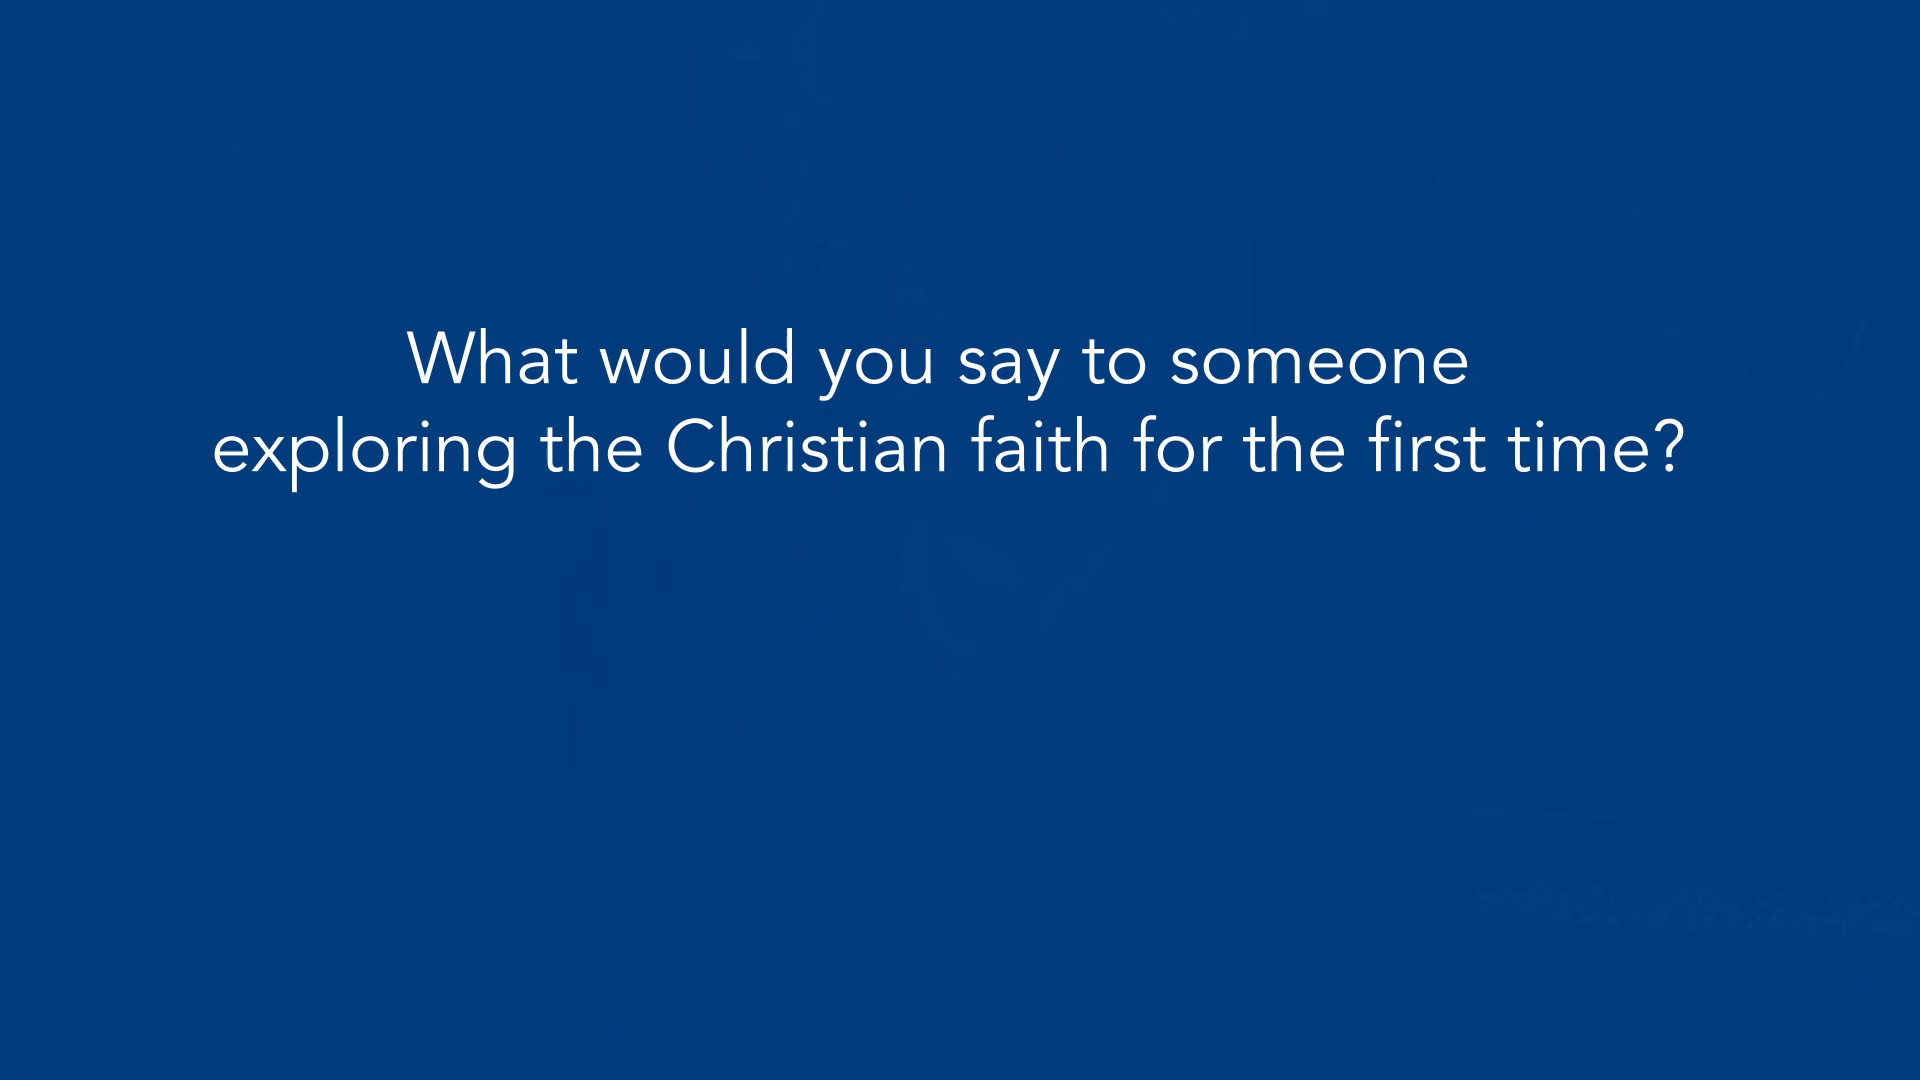 What would you say to someone
exploring the Christian faith for the first time?